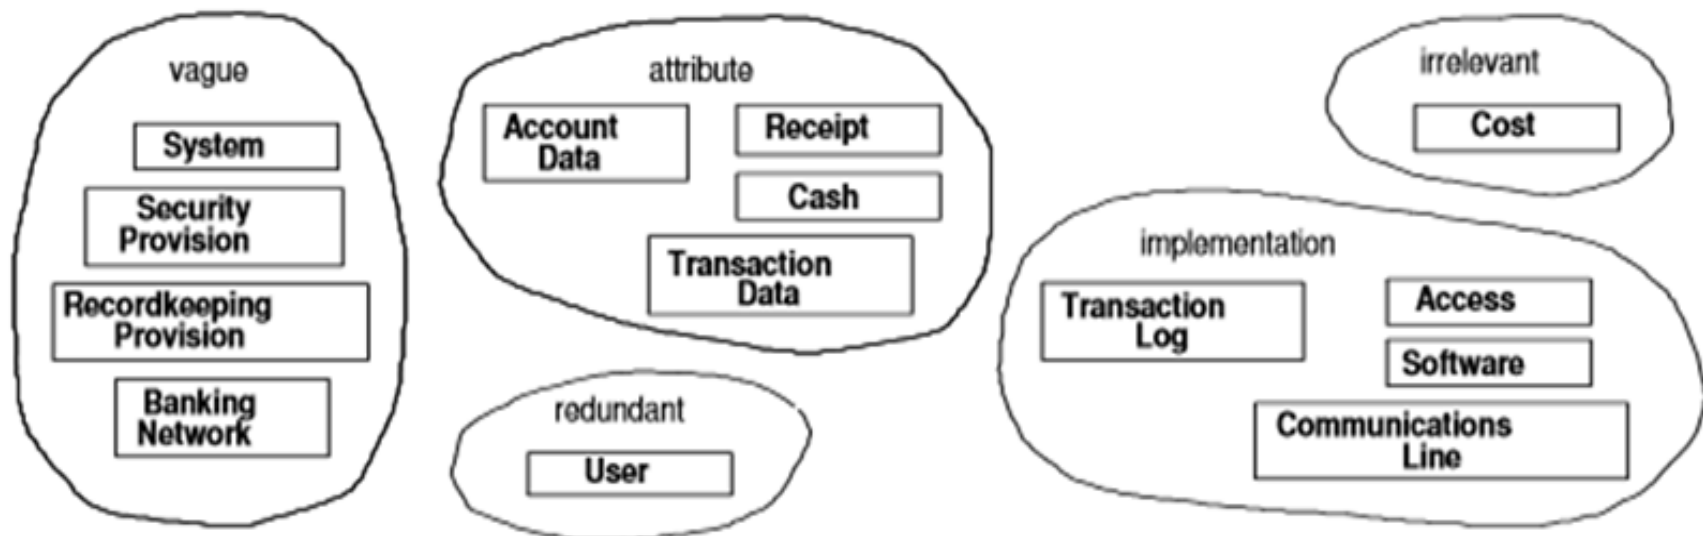 vague
System
Security
Provision
Recordkeeping
Provision
Banking
Network
attribute
Account
Data
Receipt
Cash
Transaction
Data
redundant
User
irrelevant
Cost
implementation
Transaction
Log
Access
Software
Communications
Line